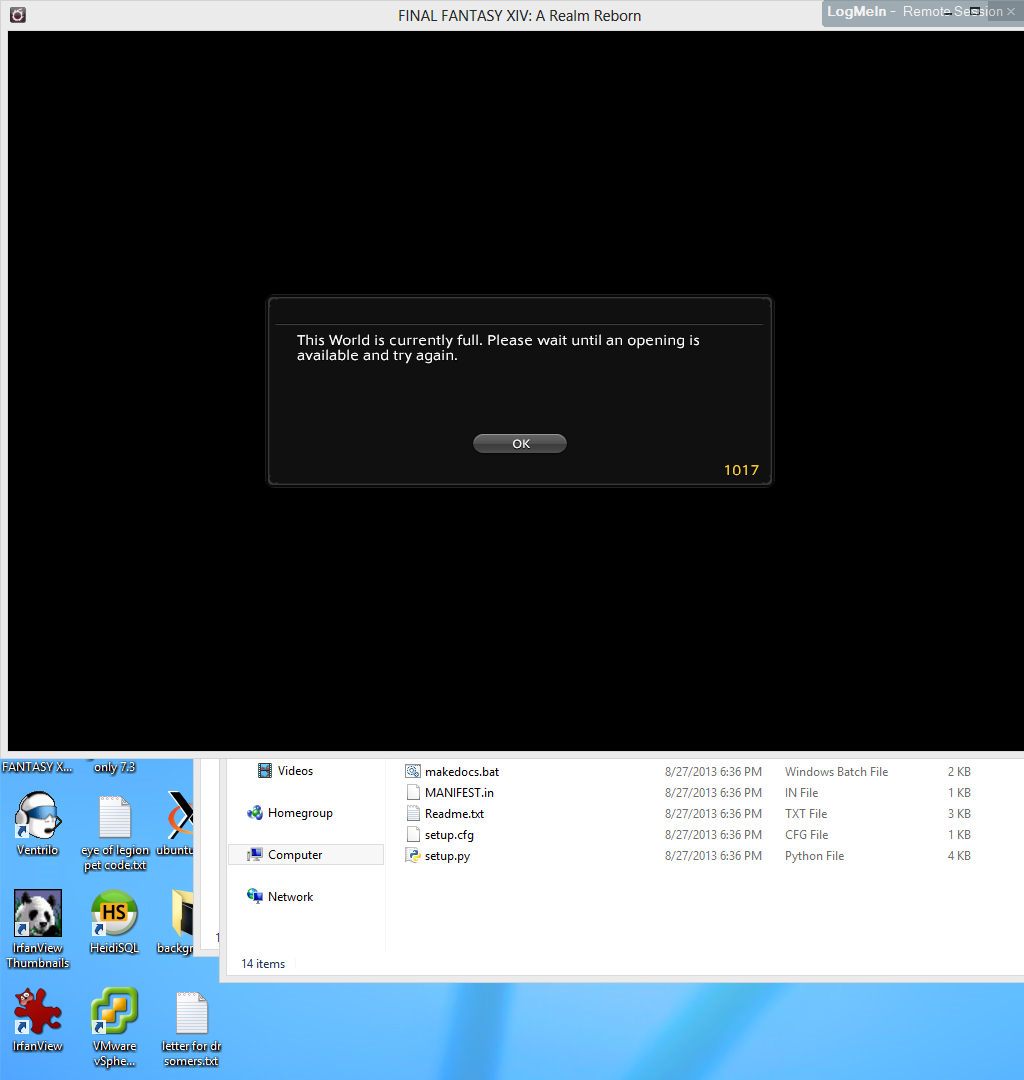 FINAL FANTASY XIV: A Realm Reborn
LogMeIn - Remote Session
This World is currently full. Please wait until an opening is
available and try again.
OK
1017
FANTASY X...
only 7.3
Videos
makedocs.bat 8/27/2013 6:36 PM Windows Batch File 2 KB
MANIFEST.in 8/27/2013 6:36 PM IN File 1 KB
Homegroup
Readme.txt 8/27/2013 6:36 PM TXT File 3 KB
setup.cfg 8/27/2013 6:36 PM CFG File 1 KB
Computer
setup.py 8/27/2013 6:36 PM Python File 4 KB
Network
14 items
1
Ventrilo
eye of legion
pet code.txt
ubuntu
IrfanView
Thumbnails
HS
HeidiSQL
backgr
IrfanView
VMware
vSphe...
letter for dr
somers.txt